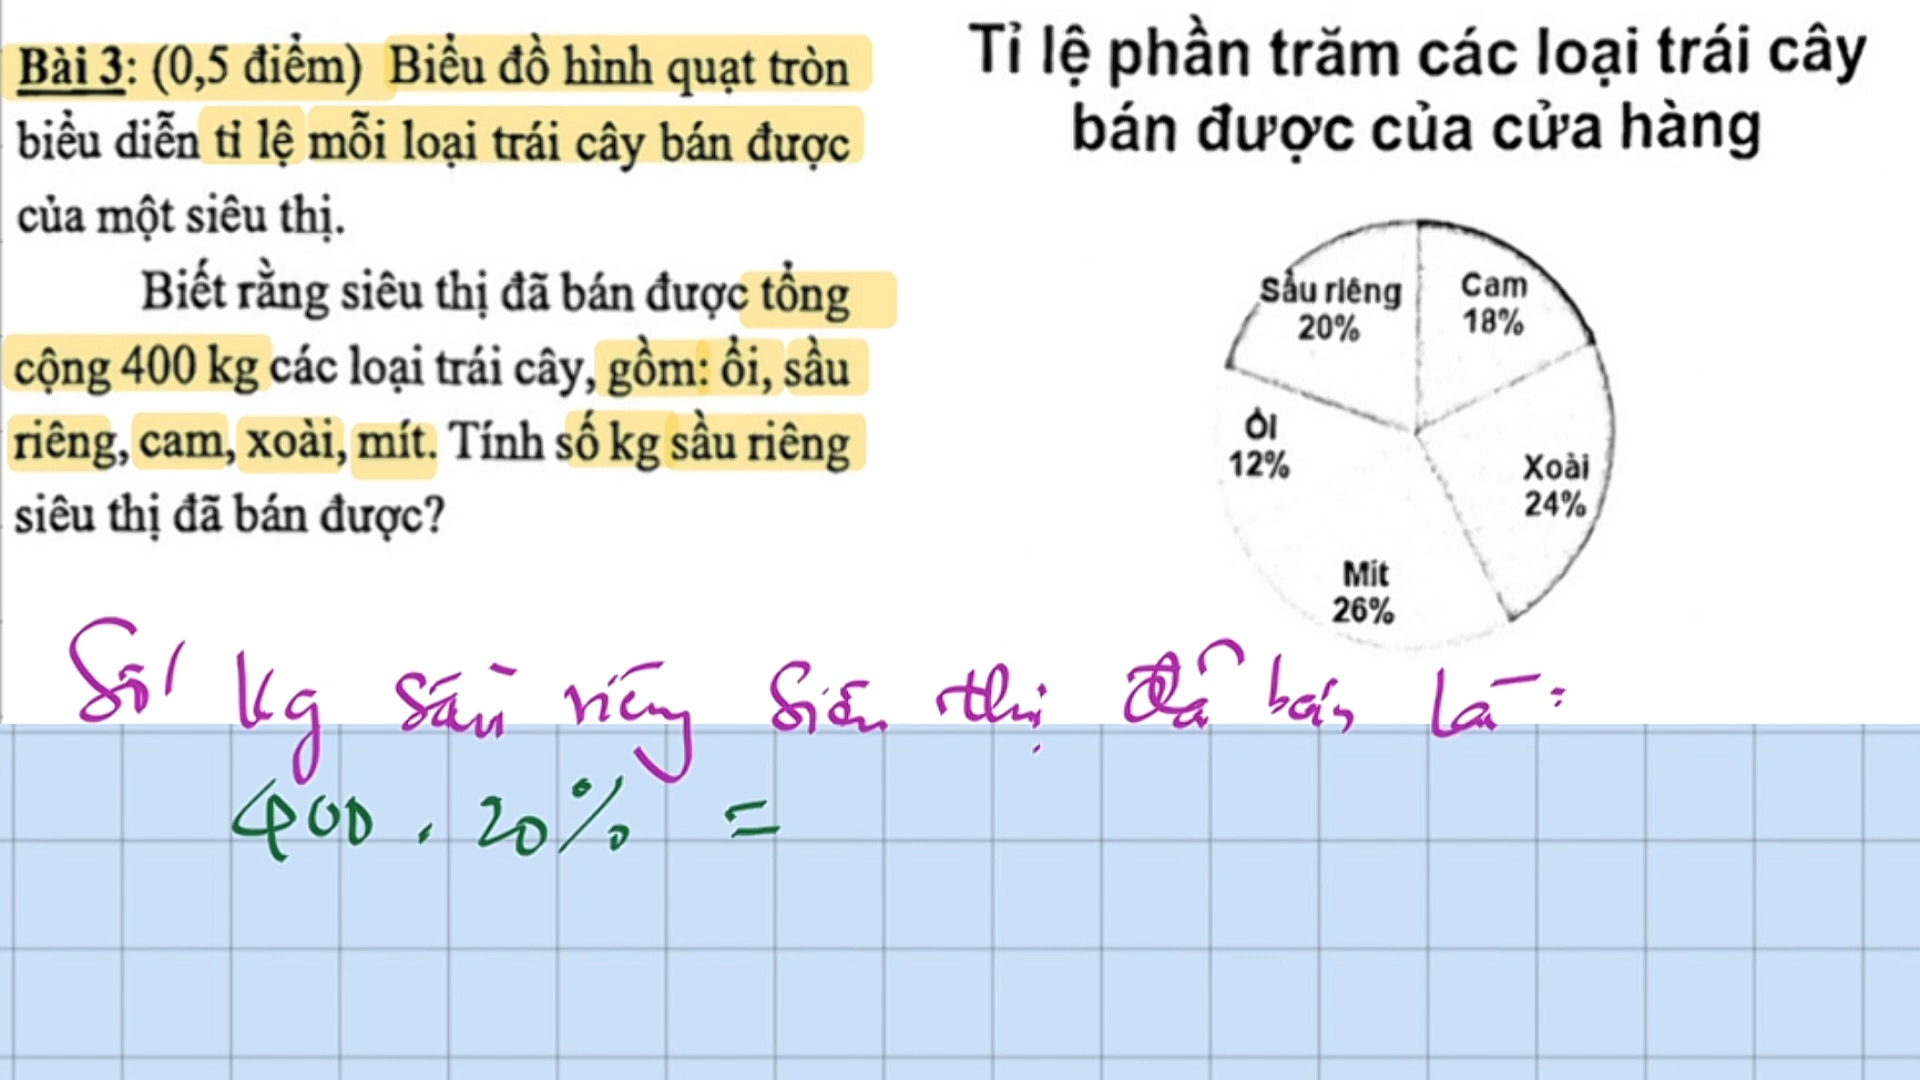 Bài 3: (0,5 điểm) Biểu đồ hình quạt tròn
biểu diễn tỉ lệ mỗi loại trái cây bán được
của một siêu thị.
Biết rằng siêu thị đã bán được tổng
cộng 400 kg các loại trái cây, gồm: ổi, sầu
riêng, cam, xoài, mít. Tính số kg sầu riêng
siêu thị đã bán được?
Tỉ lệ phần trăm các loại trái cây
bán được của cửa hàng
Sầu riêng
20%
Cam
18%
Ổi
12%
Xoài
24%
Mít
26%
Số kg sầu riêng siêu thị đã bán là:
400 . 20% =